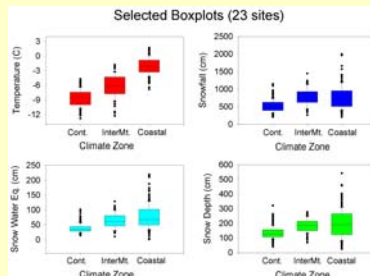 Selected Boxplots (23 sites)
Temperature (C)
3
0
-3
-6
-9
-12
Cont. InterMt. Coastal
Climate Zone
Snowfall (cm)
2500
2000
1500
1000
500
0
Cont. InterMt. Coastal
Climate Zone
Snow Water Eq. (cm)
250
200
150
100
50
0
Cont. InterMt. Coastal
Climate Zone
Snow Depth (cm)
600
500
400
300
200
100
0
Cont. InterMt. Coastal
Climate Zone